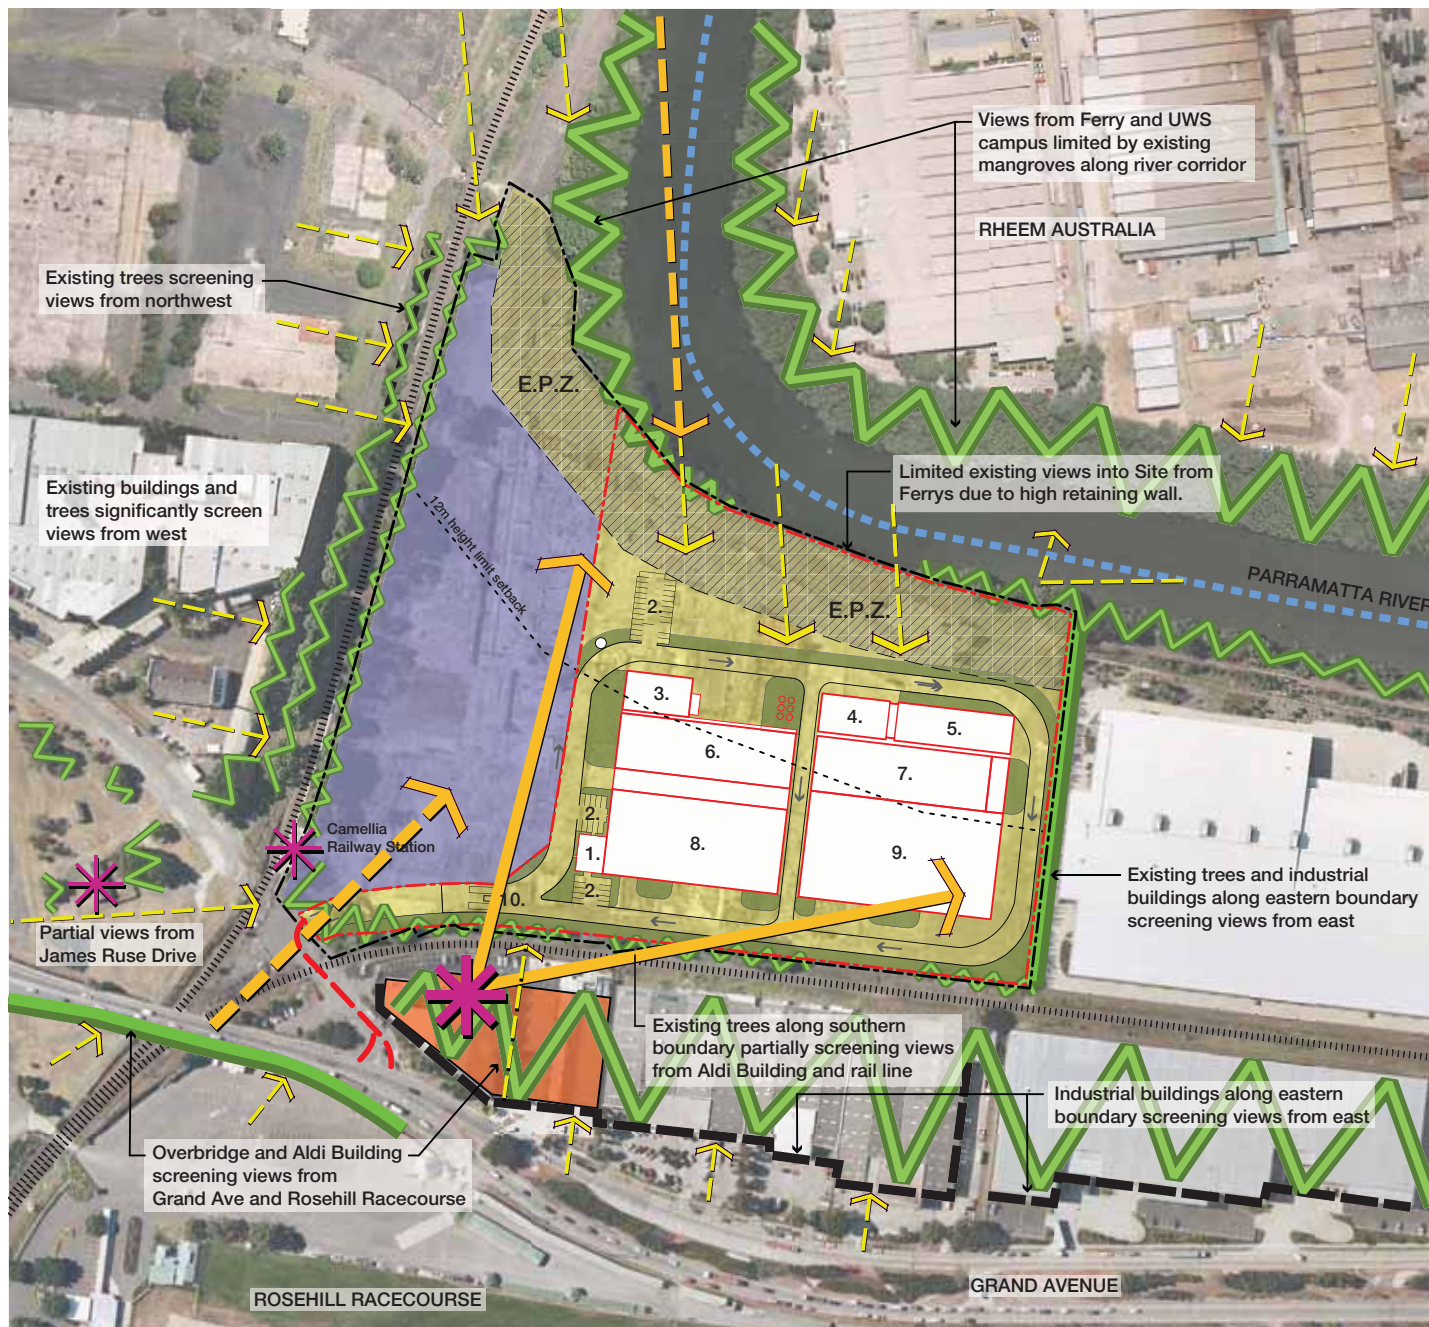 Views from Ferry and UWS
campus limited by existing
mangroves along river corridor
RHEEM AUSTRALIA
Existing trees screening
views from northwest
E.P.Z.
Limited existing views into Site from
Ferrys due to high retaining wall.
Existing buildings and
trees significantly screen
views from west
12m height limit setback
PARRAMATTA RIVER
2.
E.P.Z.
3.
4.
5.
6.
7.
2.
Camellia
Railway Station
1.
8.
9.
2.
10.
Existing trees and industrial
buildings along eastern boundary
screening views from east
Partial views from
James Ruse Drive
Existing trees along southern
boundary partially screening views
from Aldi Building and rail line
Industrial buildings along eastern
boundary screening views from east
Overbridge and Aldi Building
screening views from
Grand Ave and Rosehill Racecourse
GRAND AVENUE
ROSEHILL RACECOURSE